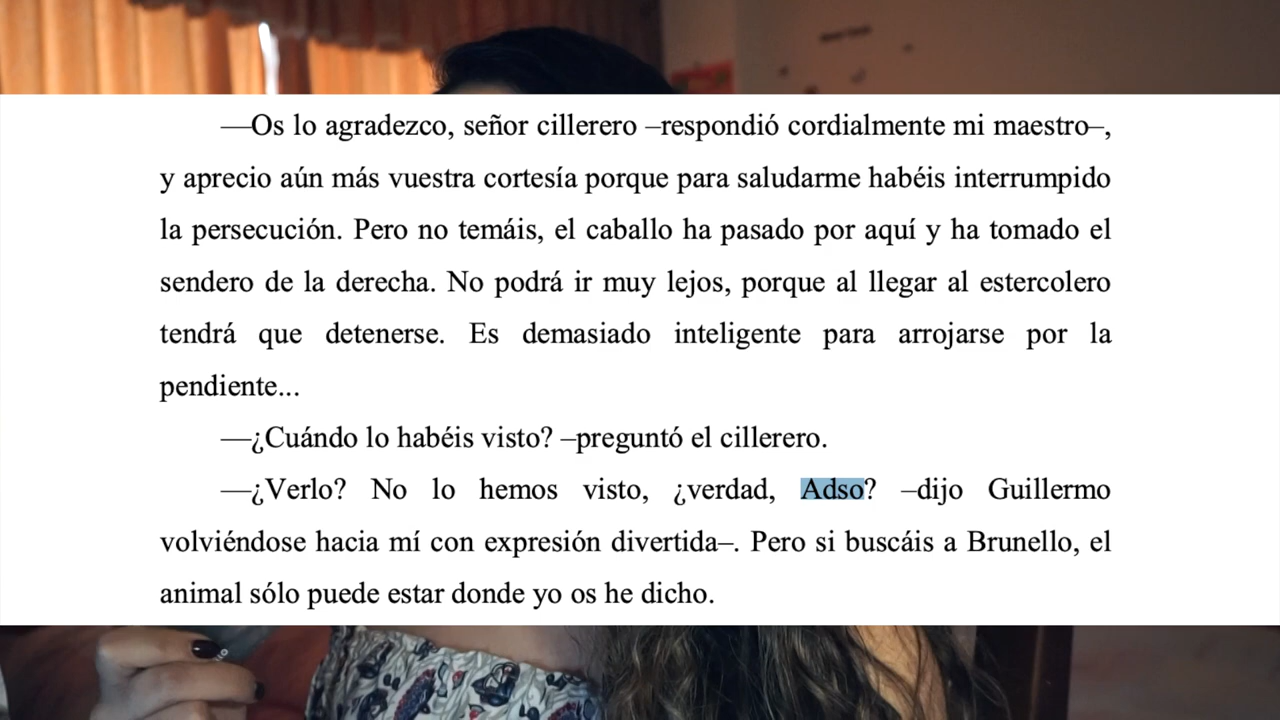 —Os lo agradezco, señor cillerero –respondió cordialmente mi maestro–,
y aprecio aún más vuestra cortesía porque para saludarme habéis interrumpido
la persecución. Pero no temáis, el caballo ha pasado por aquí y ha tomado el
sendero de la derecha. No podrá ir muy lejos, porque al llegar al estercolero
tendrá que detenerse. Es demasiado inteligente para arrojarse por la
pendiente...
—¿Cuándo lo habéis visto? –preguntó el cillerero.
—¿Verlo? No lo hemos visto, ¿verdad, Adso? –dijo Guillermo
volviéndose hacia mí con expresión divertida–. Pero si buscáis a Brunello, el
animal sólo puede estar donde yo os he dicho.